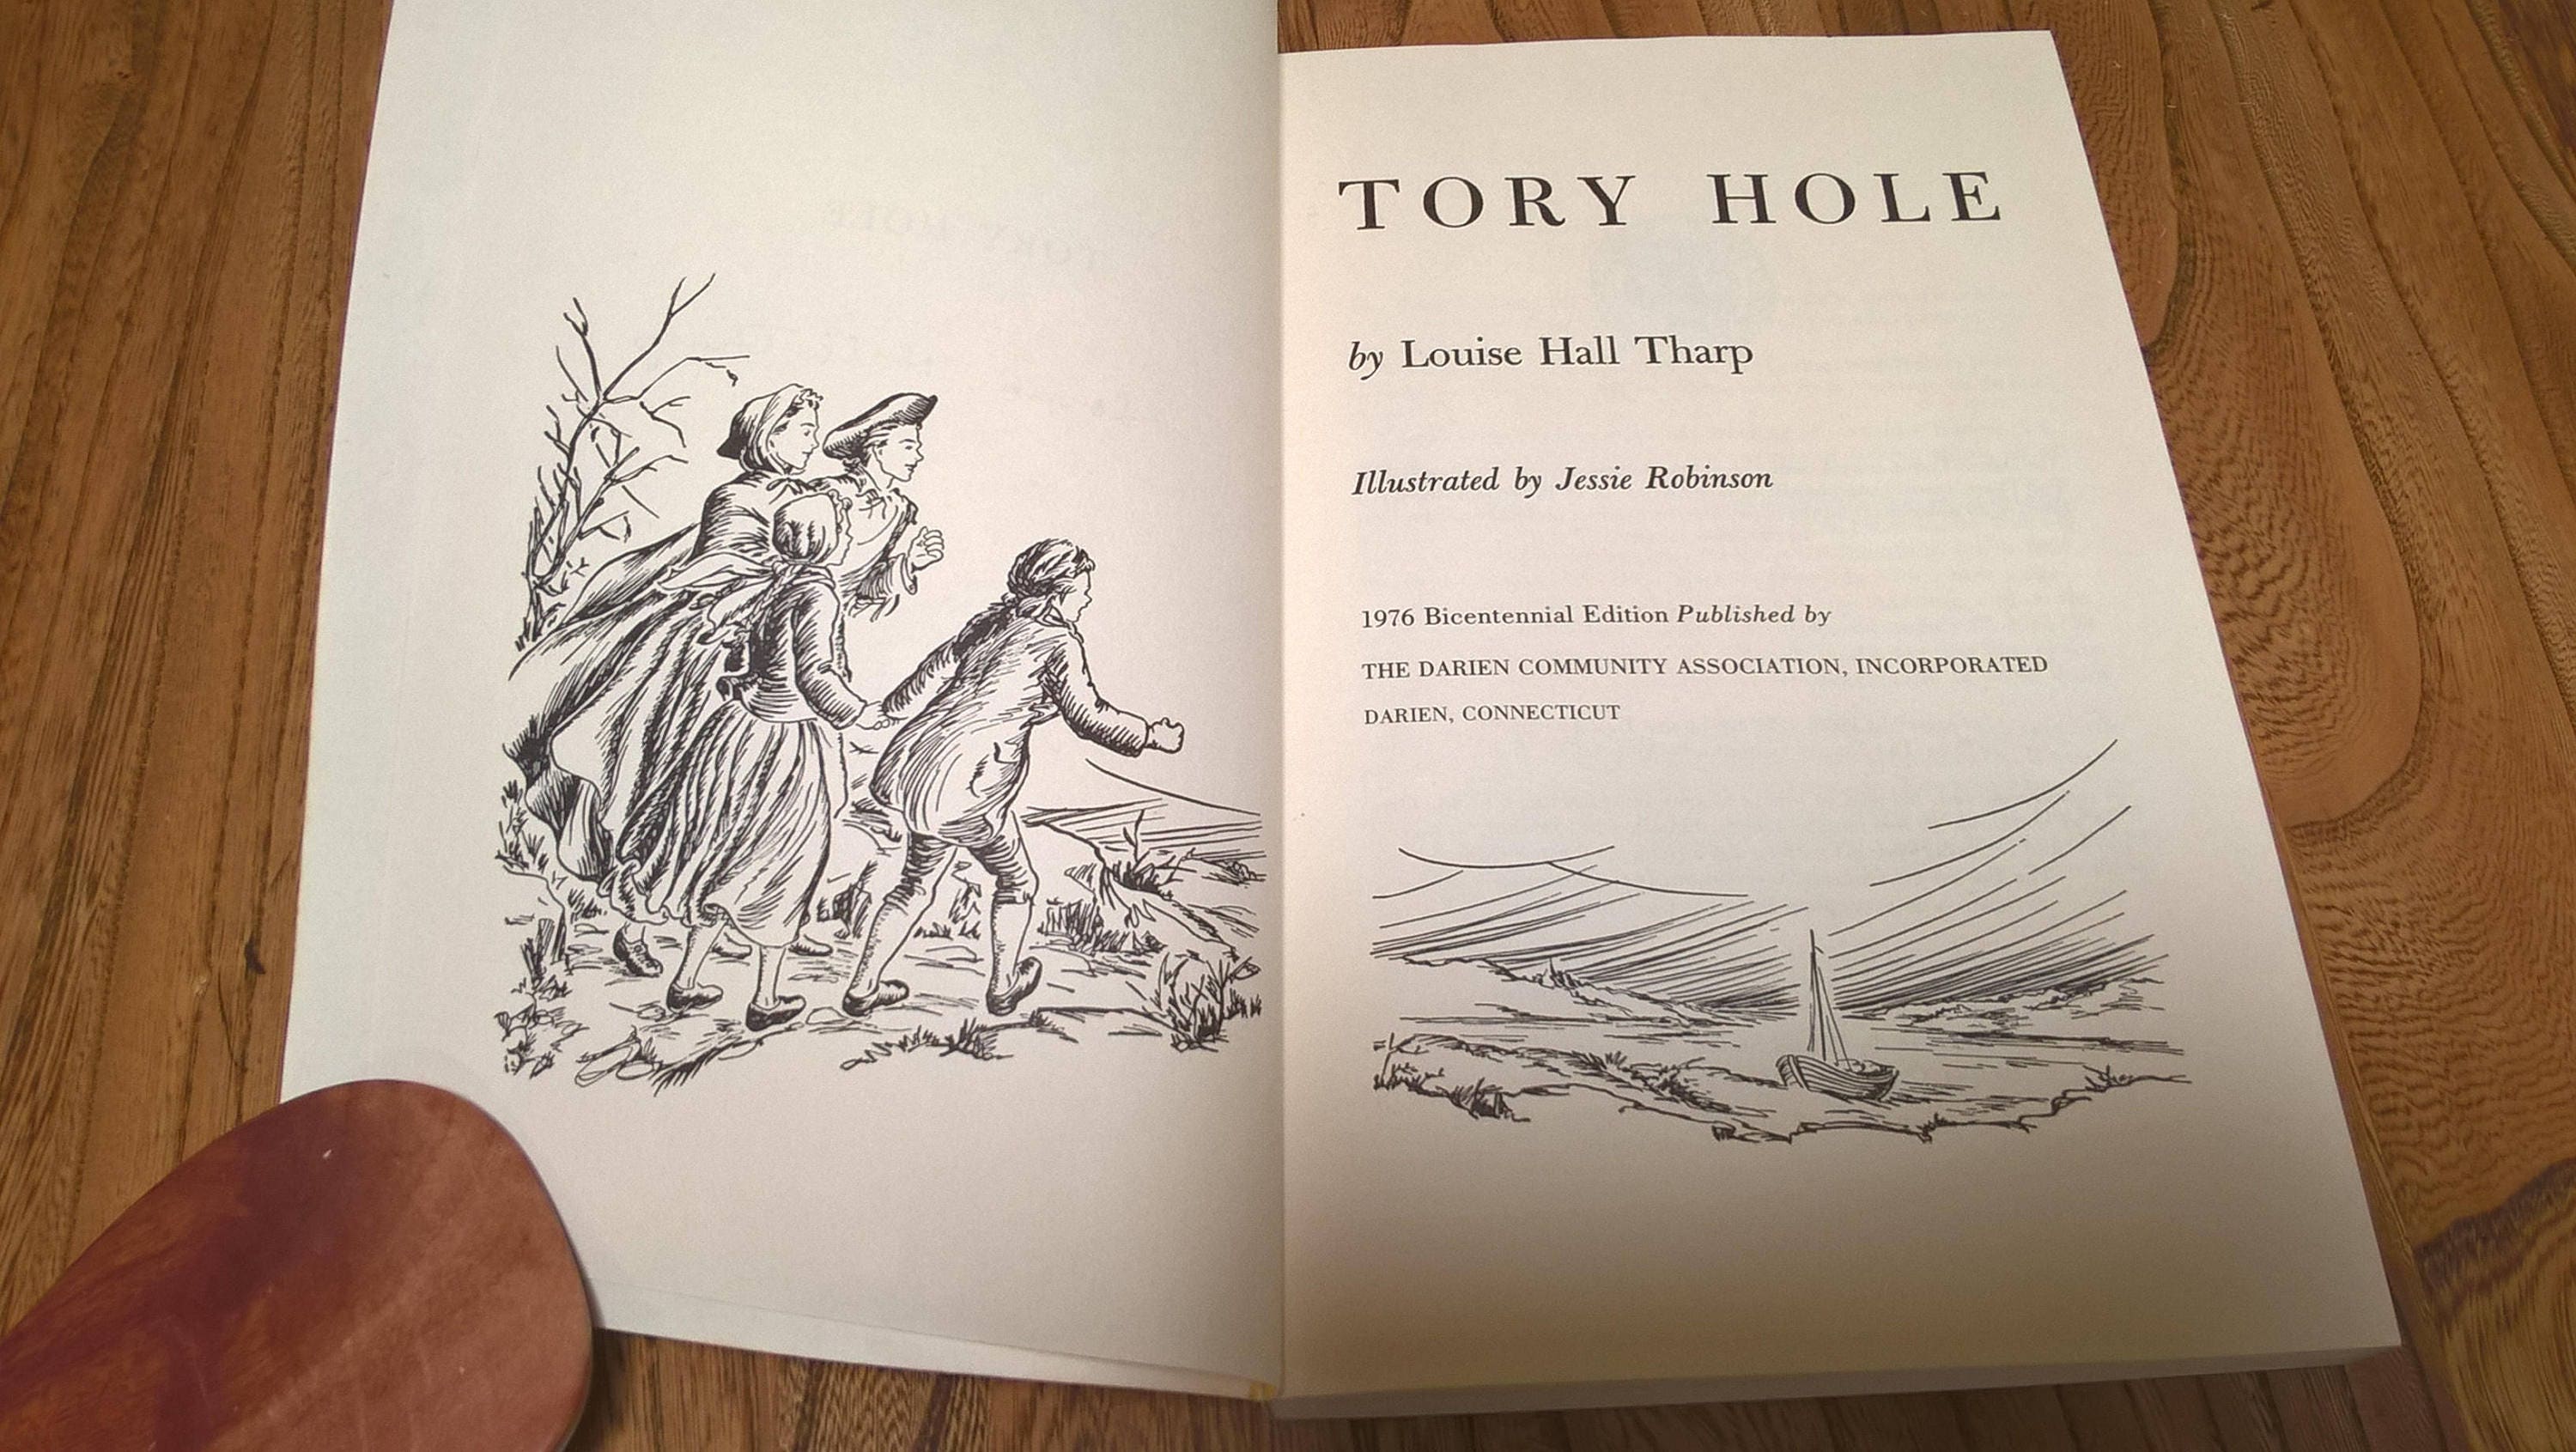 TORY HOLE
by Louise Hall Tharp
Illustrated by Jessie Robinson
1976 Bicentennial Edition Published by
THE DARIEN COMMUNITY ASSOCIATION, INCORPORATED
DARIEN, CONNECTICUT